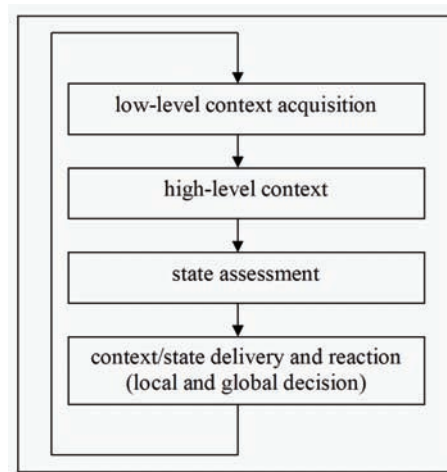 low-level context acquisition
high-level context
state assessment
context/state delivery and reaction
(local and global decision)